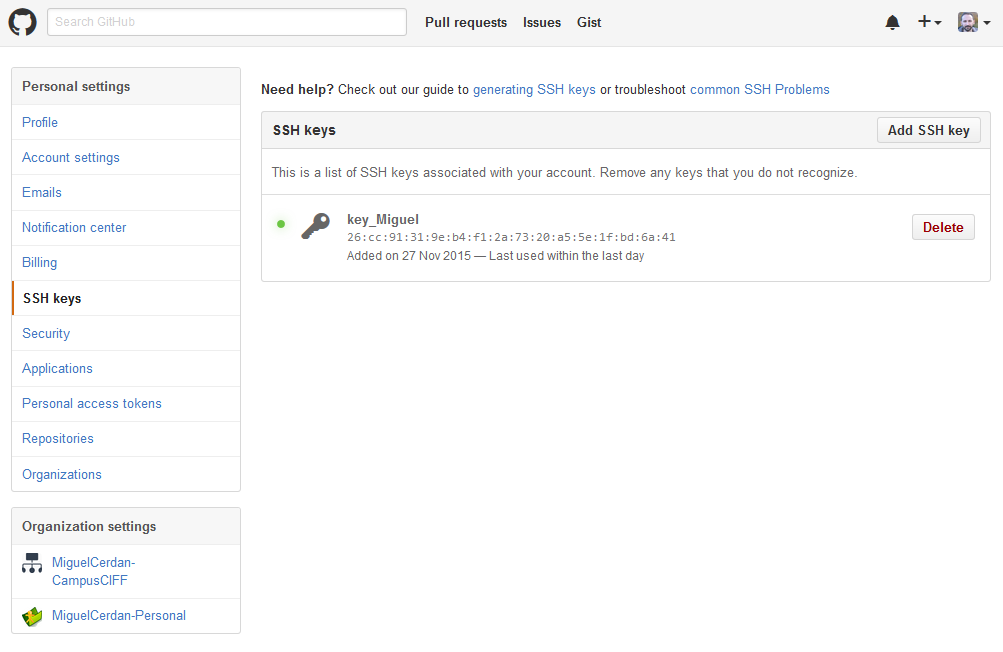 Search GitHub
Pull requests Issues Gist
Personal settings
Profile
Account settings
Emails
Notification center
Billing
SSH keys
Security
Applications
Personal access tokens
Repositories
Organizations
Organization settings
MiguelCerdan-
CampusCIFF
MiguelCerdan-Personal
Need help? Check out our guide to generating SSH keys or troubleshoot common SSH Problems
SSH keys Add SSH key
This is a list of SSH keys associated with your account. Remove any keys that you do not recognize.
key_Miguel
26:cc:91:31:9e:b4:f1:2a:73:20:a5:5e:1f:bd:6a:41
Added on 27 Nov 2015 — Last used within the last day
Delete